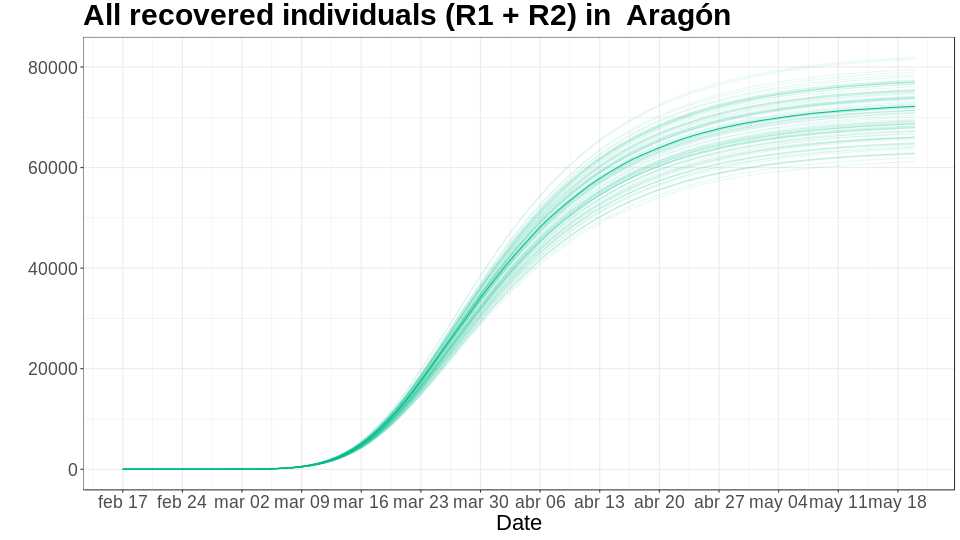 All recovered individuals (R1 + R2) in  Aragón
80000
60000
40000
20000
0
feb 17 feb 24 mar 02 mar 09 mar 16 mar 23 mar 30 abr 06 abr 13 abr 20 abr 27 may 04 may 11 may 18
Date